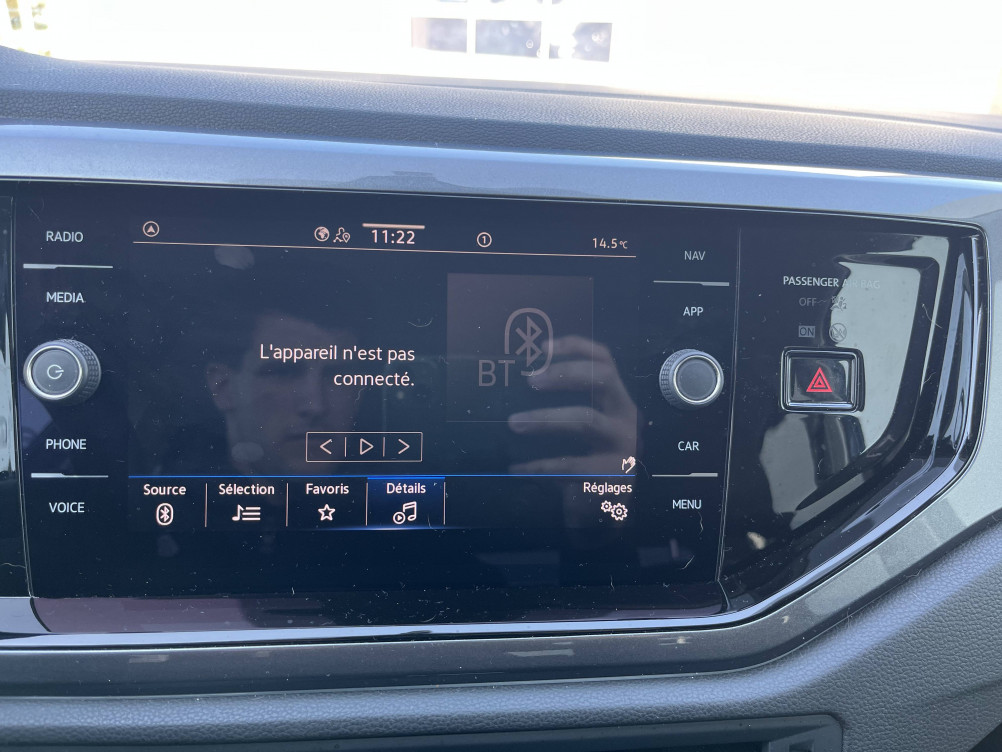 RADIO
MEDIA
PHONE
VOICE
11:22
1
14.5°C
L'appareil n'est pas
connecté.
BT
Source
Sélection
Favoris
Détails
Réglages
NAV
APP
CAR
MENU
PASSENGER AIR BAG
OFF
ON